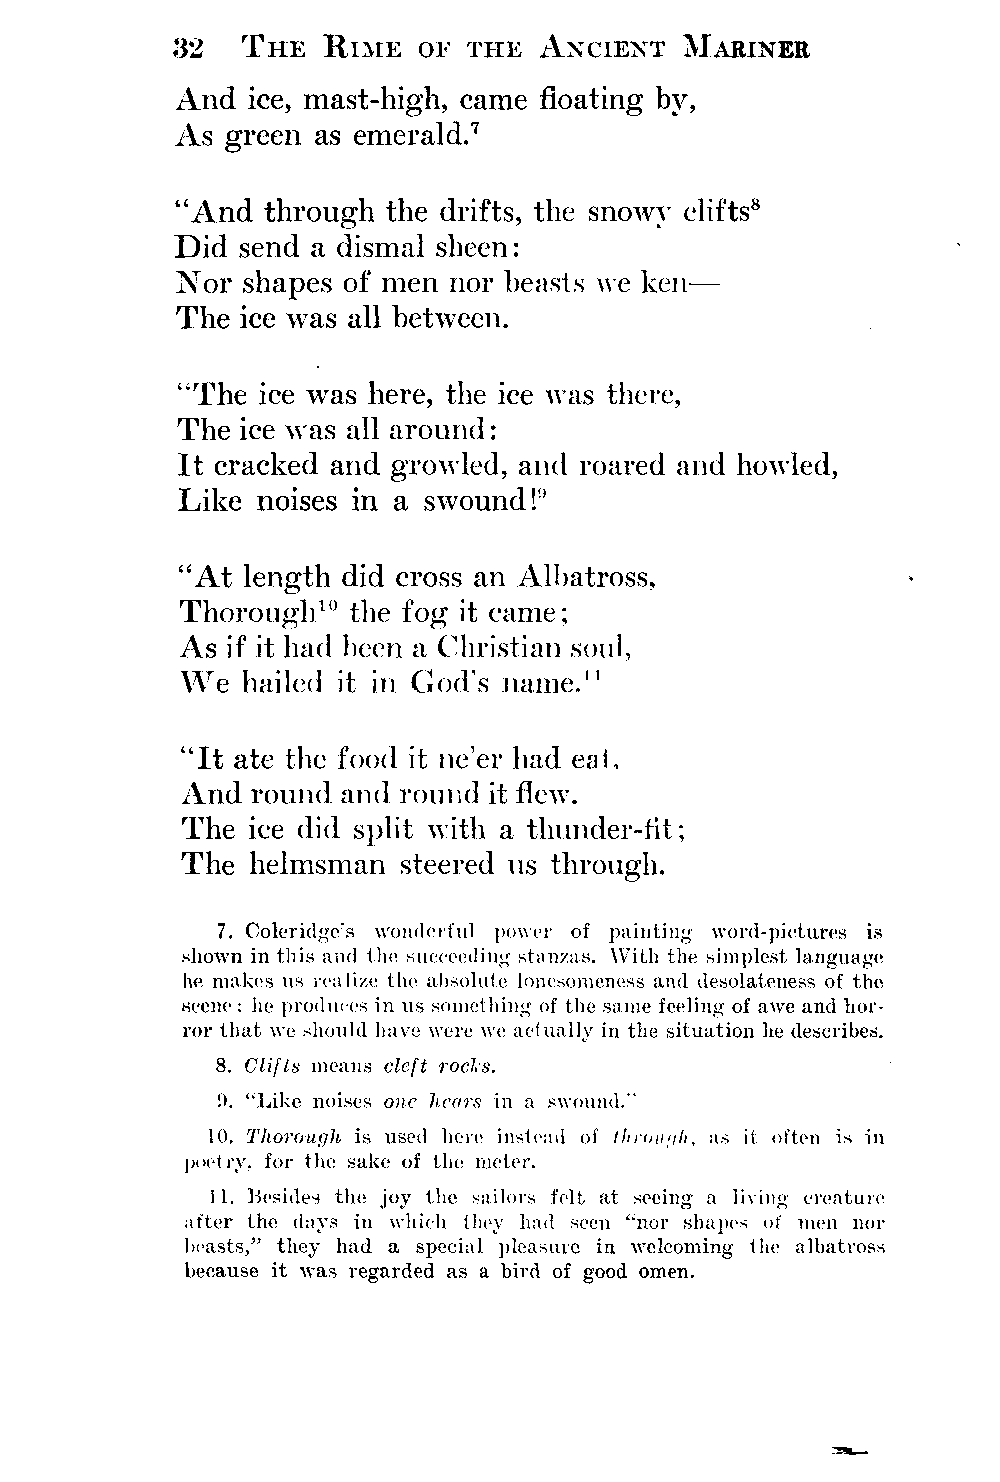 32 THE RIME OF THE ANCIENT MARINER
And ice, mast-high, came floating by,
As green as emerald.⁷
“And through the drifts, the snowy clifts⁸
Did send a dismal sheen:
Nor shapes of men nor beasts we ken—
The ice was all between.
“The ice was here, the ice was there,
The ice was all around:
It cracked and growled, and roared and howled,
Like noises in a swound!⁹
“At length did cross an Albatross,
Thorough¹⁰ the fog it came;
As if it had been a Christian soul,
We hailed it in God's name.¹¹
“It ate the food it ne'er had eat,
And round and round it flew.
The ice did split with a thunder-fit;
The helmsman steered us through.
7. Coleridge's wonderful power of painting word-pictures is
shown in this and the succeeding stanzas. With the simplest language
he makes us realize the absolute lonesomeness and desolateness of the
scene: he produces in us something of the same feeling of awe and hor-
ror that we should have were we actually in the situation he describes.
8. Clifts means cleft rocks.
9. “Like noises one hears in a swound.”
10. Thorough is used here instead of through, as it often is in
poetry, for the sake of the meter.
11. Besides the joy the sailors felt at seeing a living creature
after the days in which they had seen “nor shapes of men nor
beasts,” they had a special pleasure in welcoming the albatross
because it was regarded as a bird of good omen.